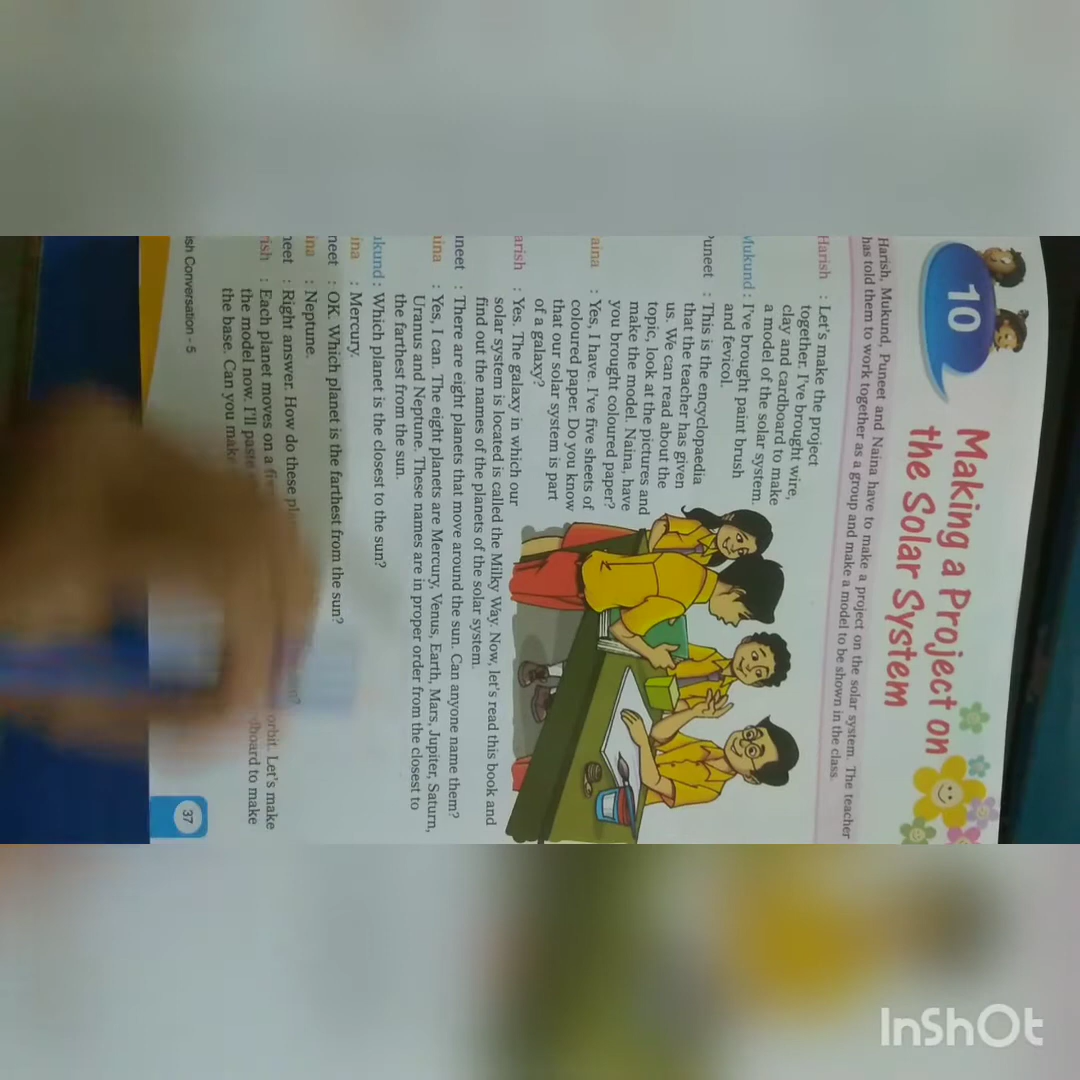 10
Making a Project on
the Solar System
Harish, Mukund, Puneet and Naina have to make a project on the solar system. The teacher
has told them to work together as a group and make a model to be shown in the class.
Harish : Let's make the project
together. I've brought wire,
clay and cardboard to make
a model of the solar system.
Mukund : I've brought paint brush
and fevicol.
Puneet : This is the encyclopaedia
that the teacher has given
us. We can read about the
topic, look at the pictures and
make the model. Naina, have
you brought coloured paper?
aina : Yes, I have. I've five sheets of
coloured paper. Do you know
that our solar system is part
of a galaxy?
arish : Yes. The galaxy in which our
solar system is located is called the Milky Way. Now, let's read this book and
find out the names of the planets of the solar system.
neet : There are eight planets that move around the sun. Can anyone name them?
ina : Yes, I can. The eight planets are Mercury, Venus, Earth, Mars, Jupiter, Saturn,
Uranus and Neptune. These names are in proper order from the closest to
the farthest from the sun.
ukund : Which planet is the closest to the sun?
ina : Mercury.
neet : OK. Which planet is the farthest from the sun?
ina : Neptune.
neet : Right answer. How do these
rish : Each planet moves on a orbit. Let's make
the model now. I'll paste to make
the base. Can you make
ish Conversation - 5
37
InShOt